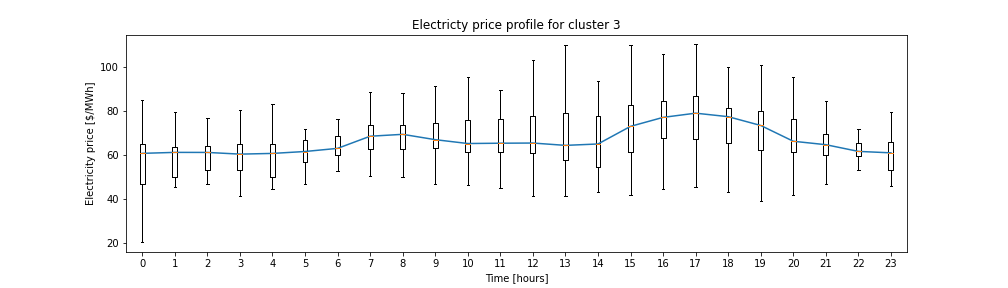 Electricty price profile for cluster 3
Electricity price [$/MWh]
100
80
60
40
20
0 1 2 3 4 5 6 7 8 9 10 11 12 13 14 15 16 17 18 19 20 21 22 23
Time [hours]